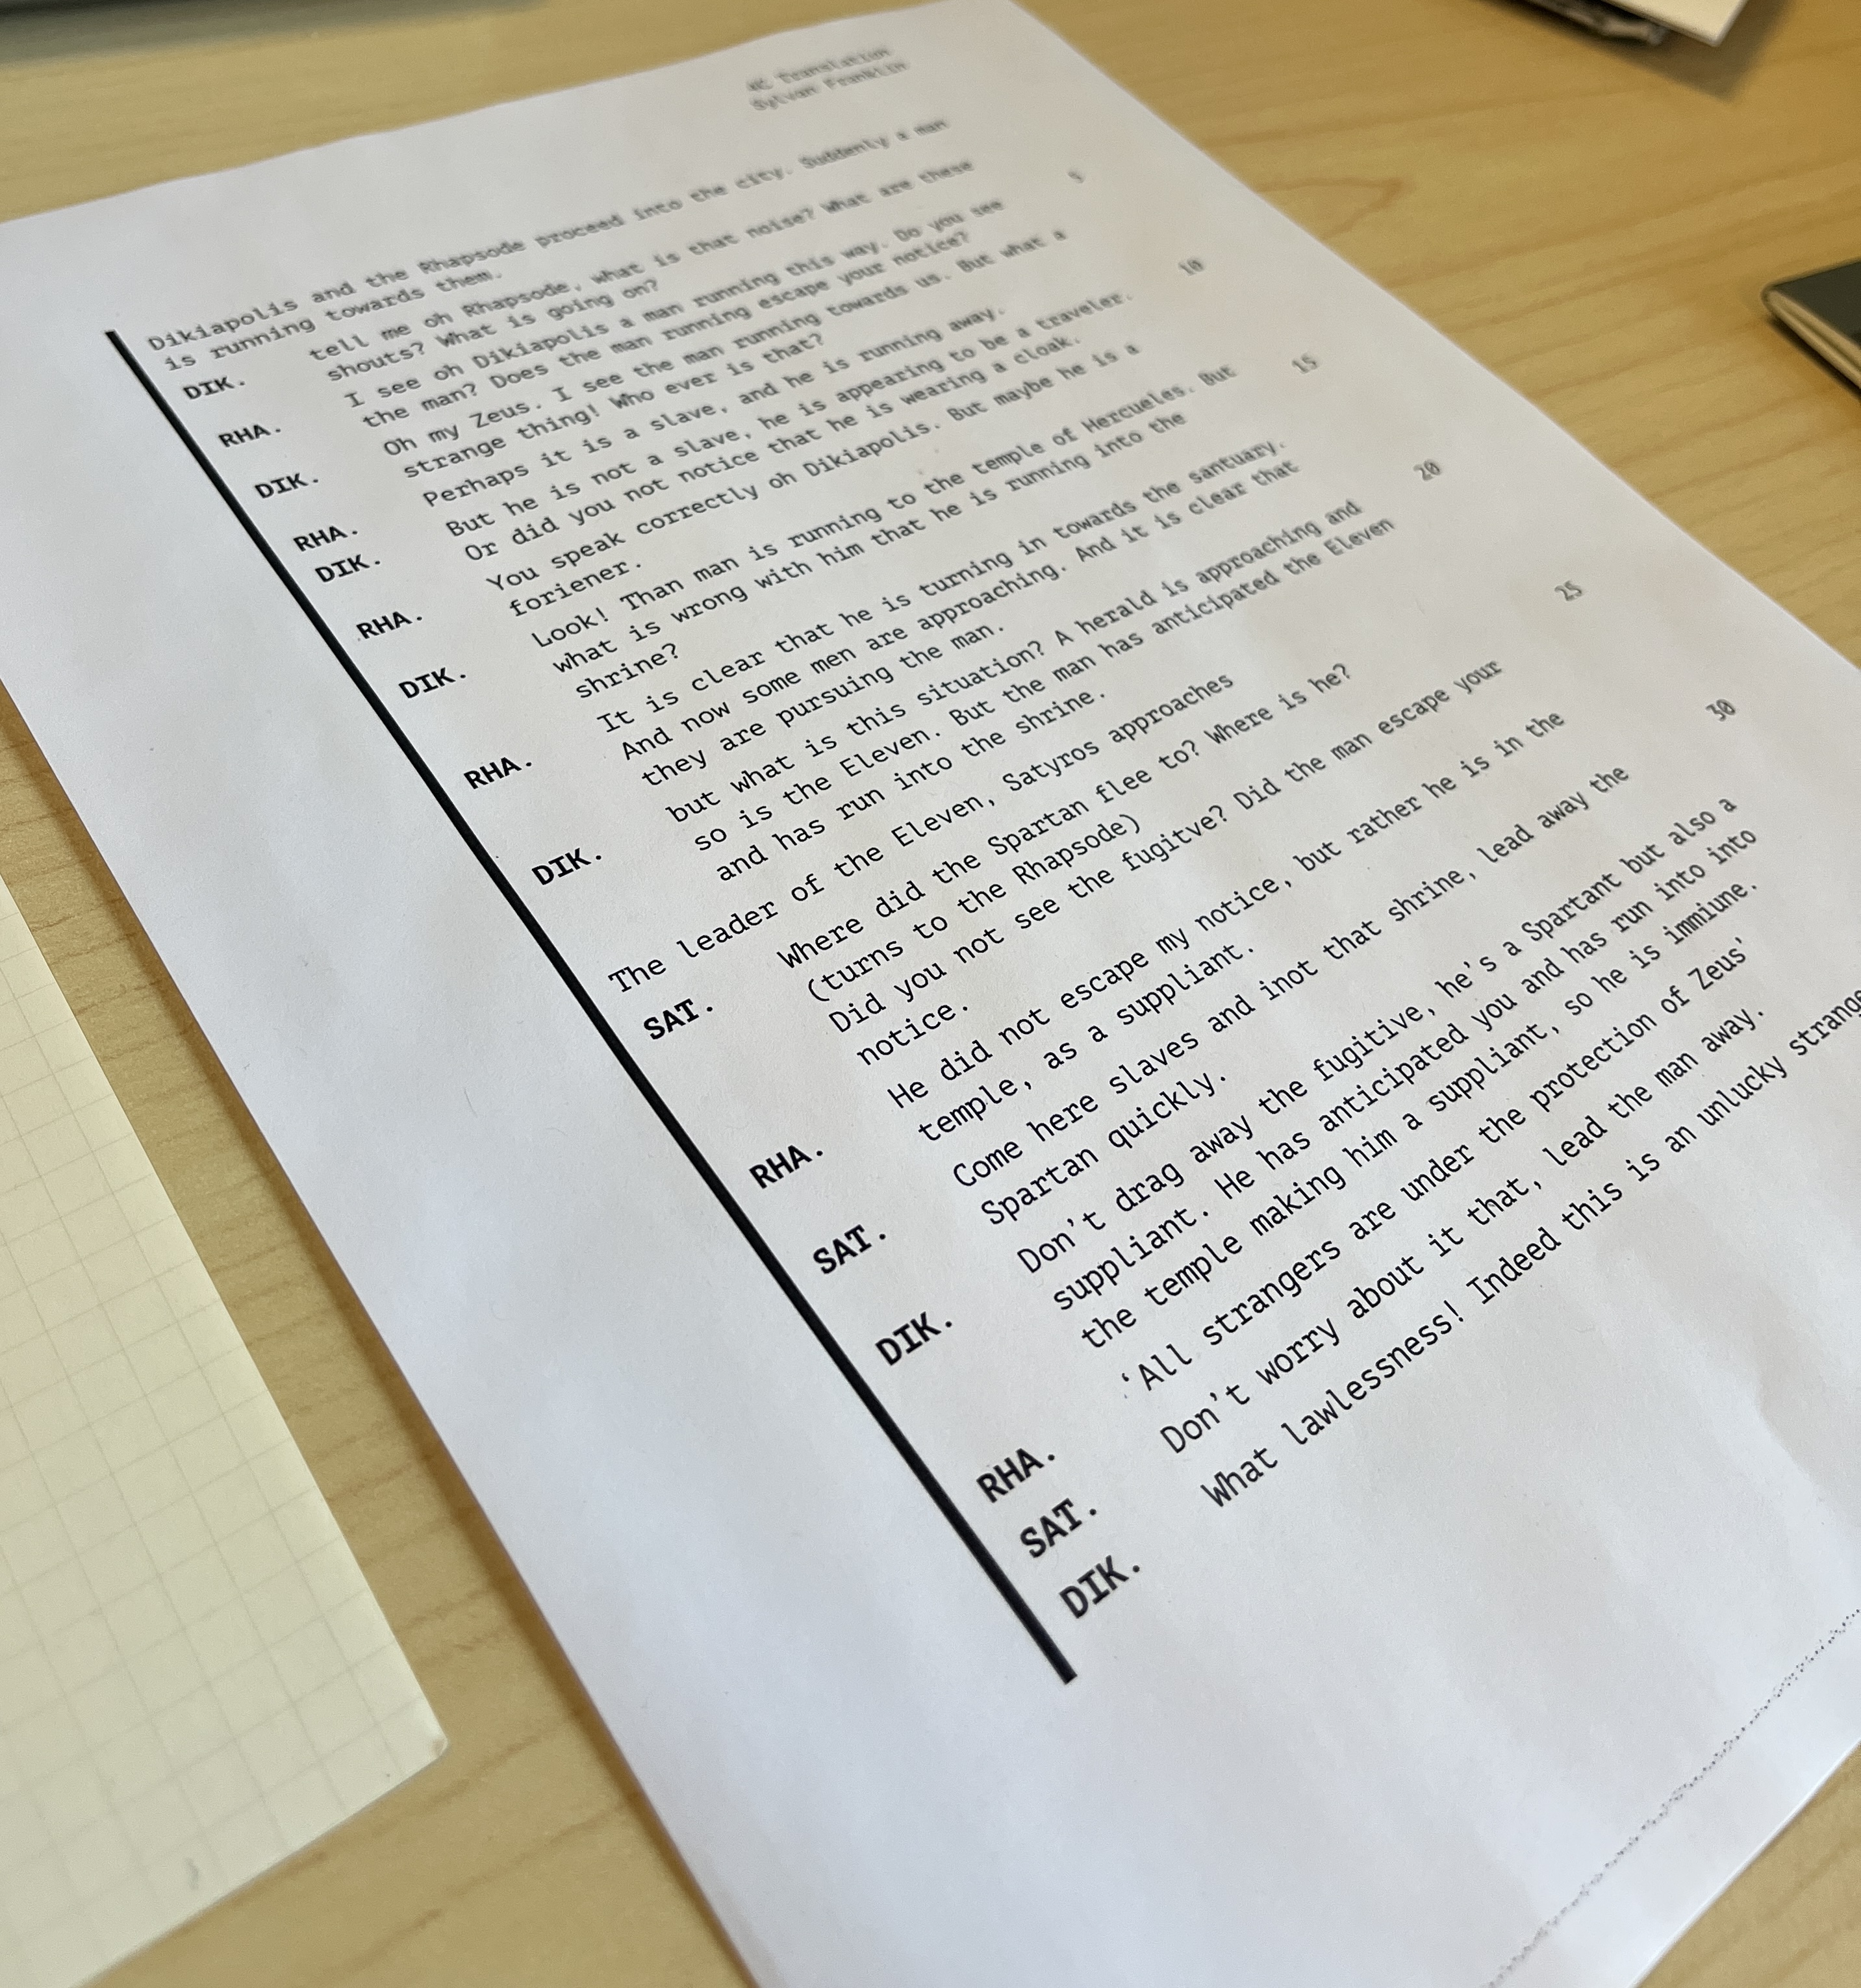 4C Translation
Sylvan Franklin
Dikiapolis and the Rhapsode proceed into the city. Suddenly a man
is running towards them.
DIK. tell me oh Rhapsode, what is that noise? What are these
shouts? What is going on? 5
RHA. I see oh Dikiapolis a man running this way. Do you see
the man? Does the man running escape your notice?
DIK. Oh my Zeus. I see the man running towards us. But what a
strange thing! Who ever is that?
RHA. Perhaps it is a slave, and he is running away. 10
DIK. But he is not a slave, he is appearing to be a traveler.
Or did you not notice that he is wearing a cloak.
RHA. You speak correctly oh Dikiapolis. But maybe he is a
foriener.
DIK. Look! Than man is running to the temple of Hercueles. But 15
what is wrong with him that he is running into the
shrine?
RHA. It is clear that he is turning in towards the santuary.
And now some men are approaching. And it is clear that
they are pursuing the man. 20
DIK. but what is this situation? A herald is approaching and
so is the Eleven. But the man has anticipated the Eleven
and has run into the shrine.
The leader of the Eleven, Satyros approaches
SAT. Where did the Spartan flee to? Where is he? 25
(turns to the Rhapsode)
Did you not see the fugitve? Did the man escape your
notice.
RHA. He did not escape my notice, but rather he is in the
temple, as a suppliant. 30
SAT. Come here slaves and inot that shrine, lead away the
Spartan quickly.
DIK. Don't drag away the fugitive, he's a Spartant but also a
suppliant. He has anticipated you and has run into into
the temple making him a suppliant, so he is immiune.
RHA. 'All strangers are under the protection of Zeus'
SAT. Don't worry about it that, lead the man away.
DIK. What lawlessness! Indeed this is an unlucky